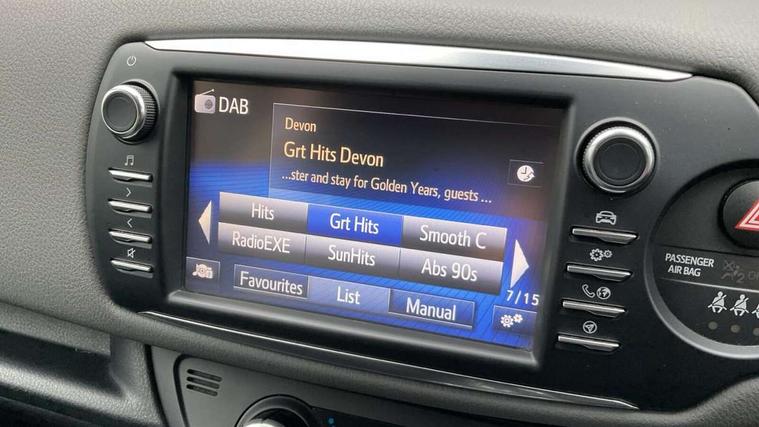 DAB
Devon
Grt Hits Devon
...ster and stay for Golden Years, guests ...
Hits
Grt Hits
Smooth C
RadioEXE
SunHits
Abs 90s
Favourites
List
Manual
7/15
PASSENGER
AIR BAG